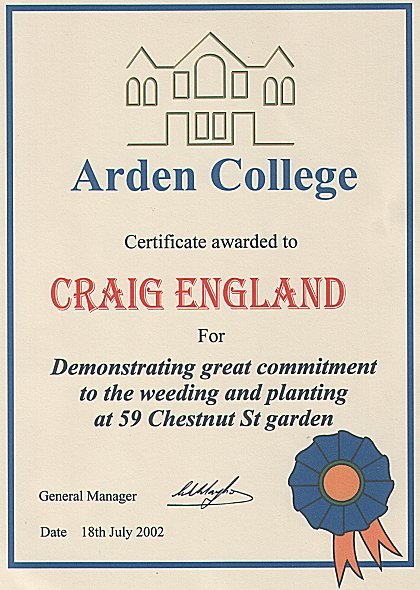 Arden College
Certificate awarded to
CRAIG ENGLAND
For
Demonstrating great commitment
to the weeding and planting
at 59 Chestnut St garden
General Manager
Date 18th July 2002